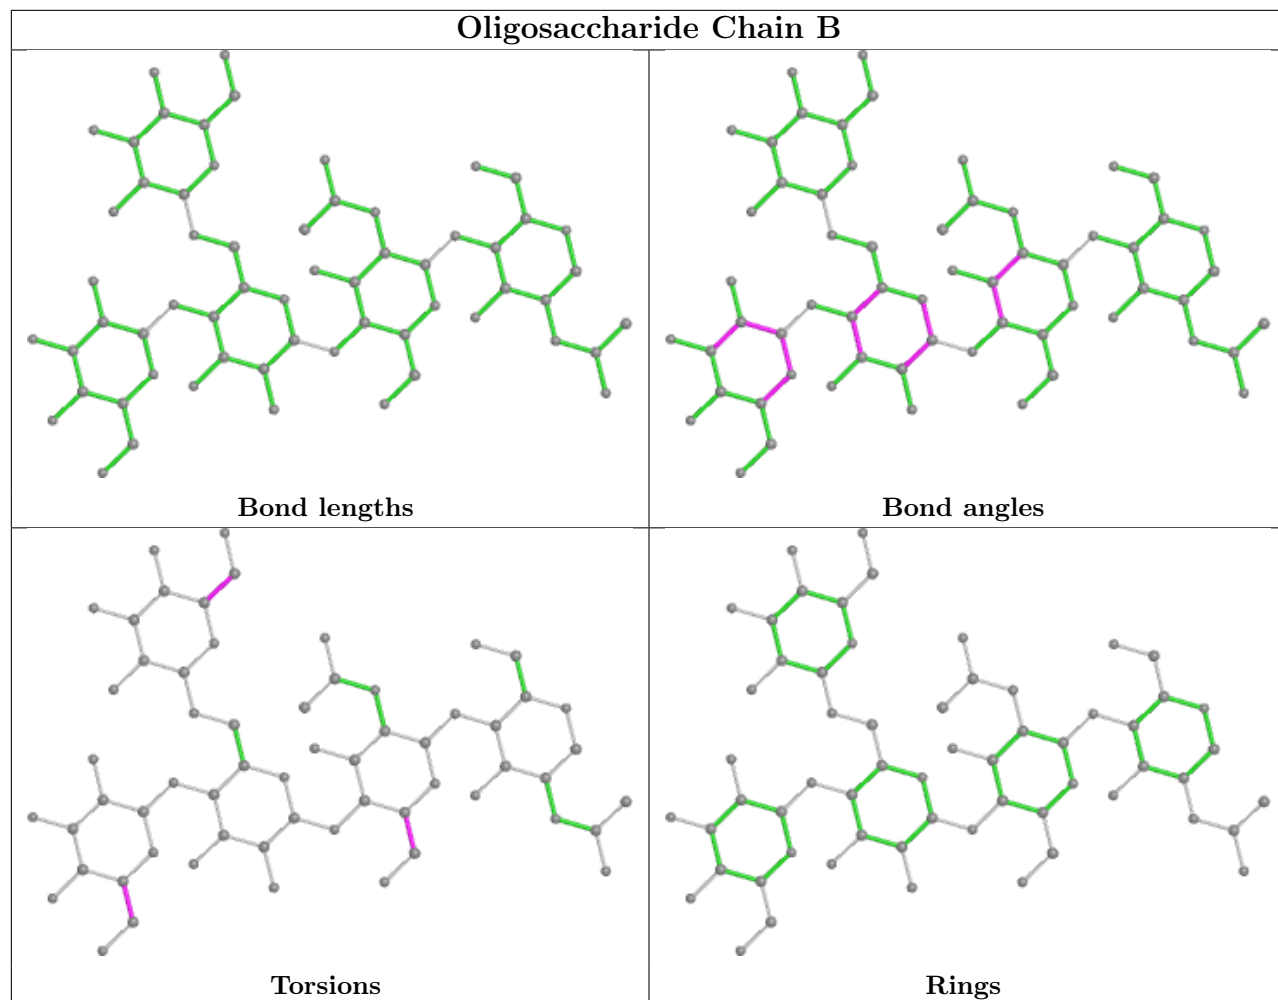 Oligosaccharide Chain B
Bond lengths
Bond angles
Torsions
Rings